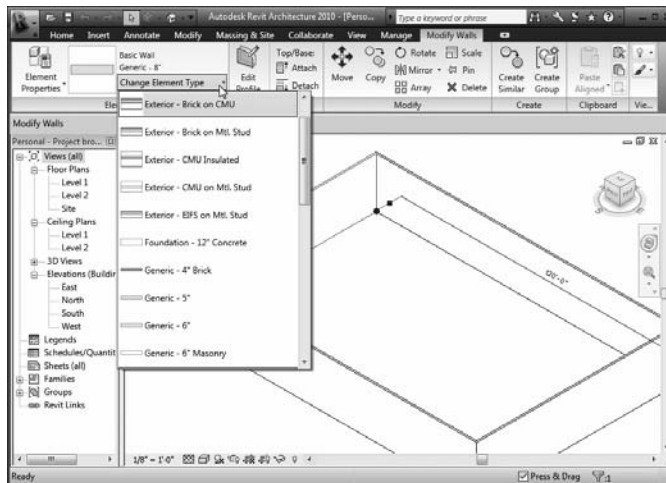 Autodesk Revit Architecture 2010 - [Perso...
Type a keyword or phrase
Home Insert Annotate Modify Massing & Site Collaborate View Manage Modify Walls
Element
Properties
Basic Wall
Generic - 8"
Change Element Type
Edit
Profile
Top/Base:
Attach
Detach
Move
Copy
Rotate
Mirror
Array
Scale
Pin
Delete
Create
Similar
Create
Group
Paste
Aligned
Ele
Modify
Create
Clipboard
Vie...
Modify Walls
Personal - Project bro...
Views (all)
Floor Plans
Level 1
Level 2
Site
Ceiling Plans
Level 1
Level 2
3D Views
Elevations (Buildin
East
North
South
West
Legends
Schedules/Quantit
Sheets (all)
Families
Groups
Revit Links
Exterior - Brick on CMU
Exterior - Brick on Mtl. Stud
Exterior - CMU Insulated
Exterior - CMU on Mtl. Stud
Exterior - EIFS on Mtl. Stud
Foundation - 12" Concrete
Generic - 4" Brick
Generic - 5"
Generic - 6"
Generic - 6" Masonry
120'-0"
1/8" = 1'-0"
Ready
Press & Drag
:1